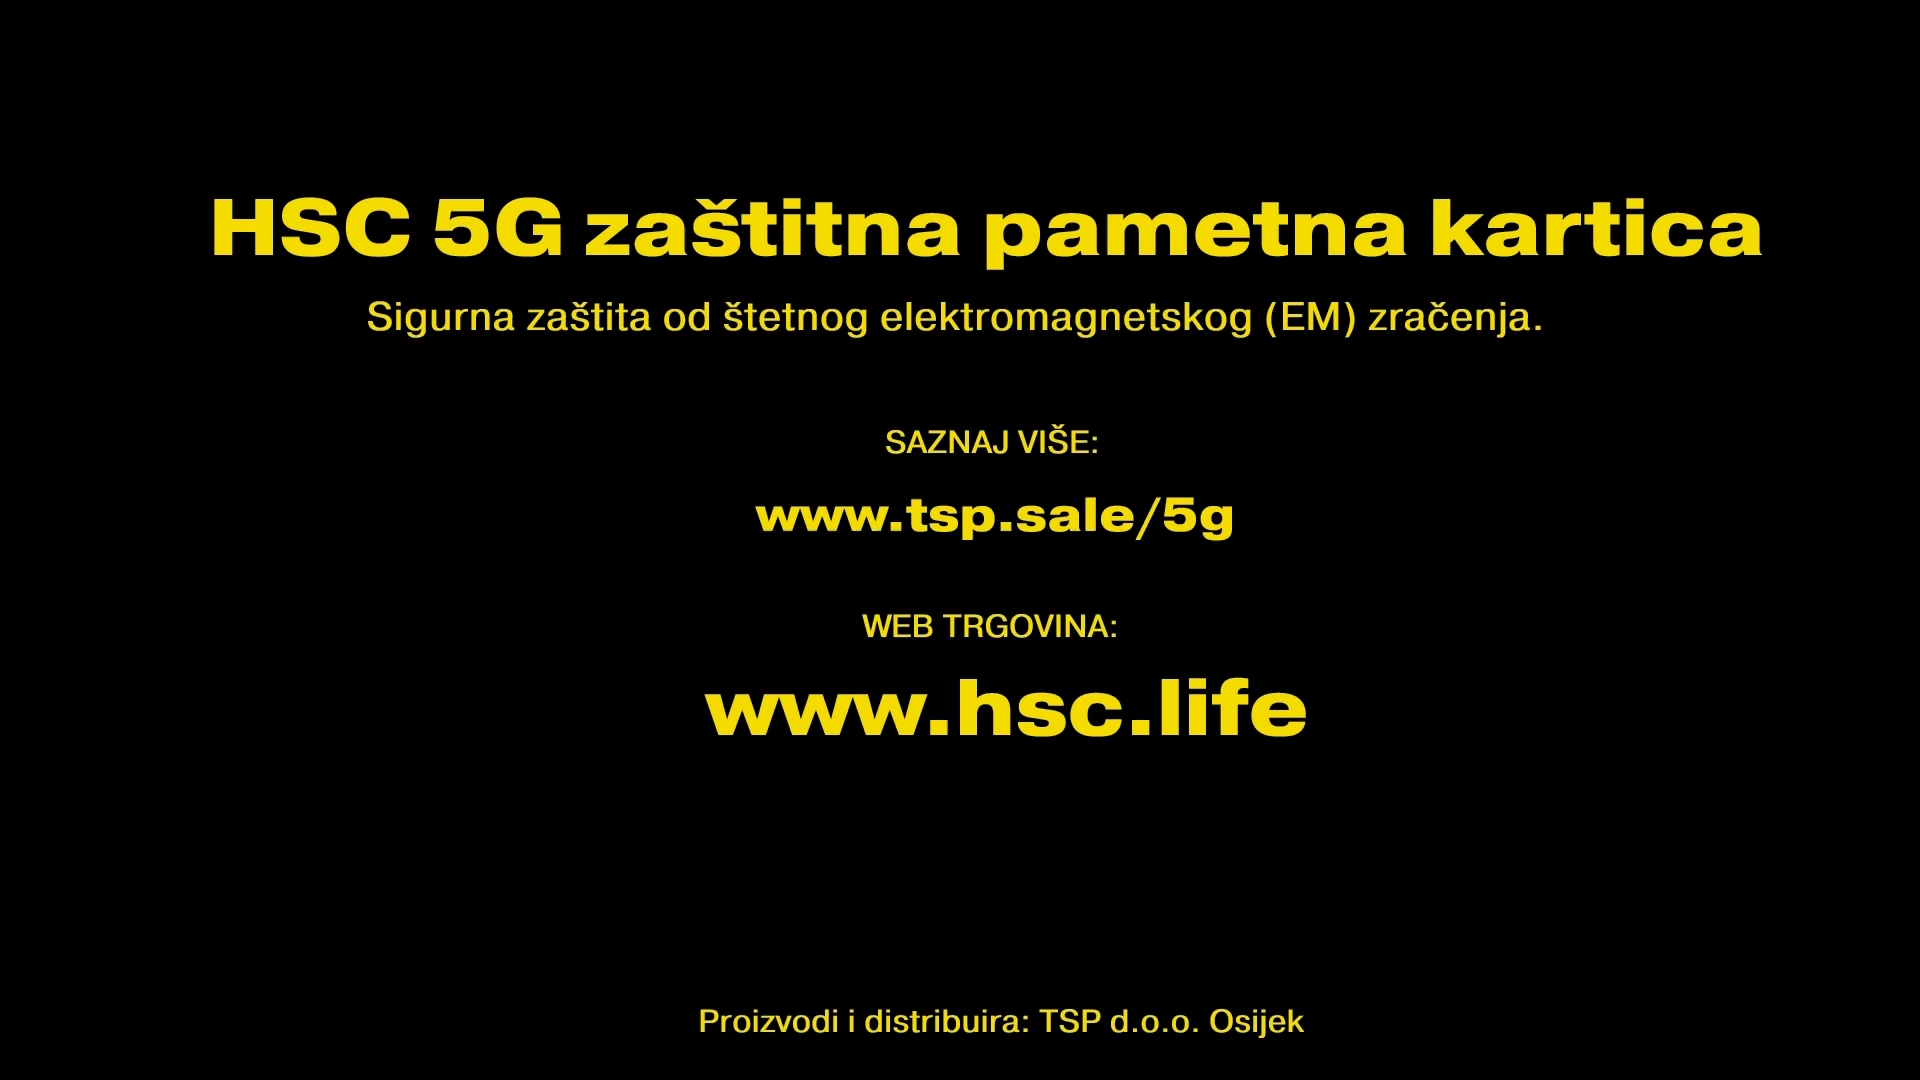 HSC 5G zaštitna pametna kartica
Sigurna zaštita od štetnog elektromagnetskog (EM) zračenja.
SAZNAJ VIŠE:
www.tsp.sale/5g
WEB TRGOVINA:
www.hsc.life
Proizvodi i distribuira: TSP d.o.o. Osijek